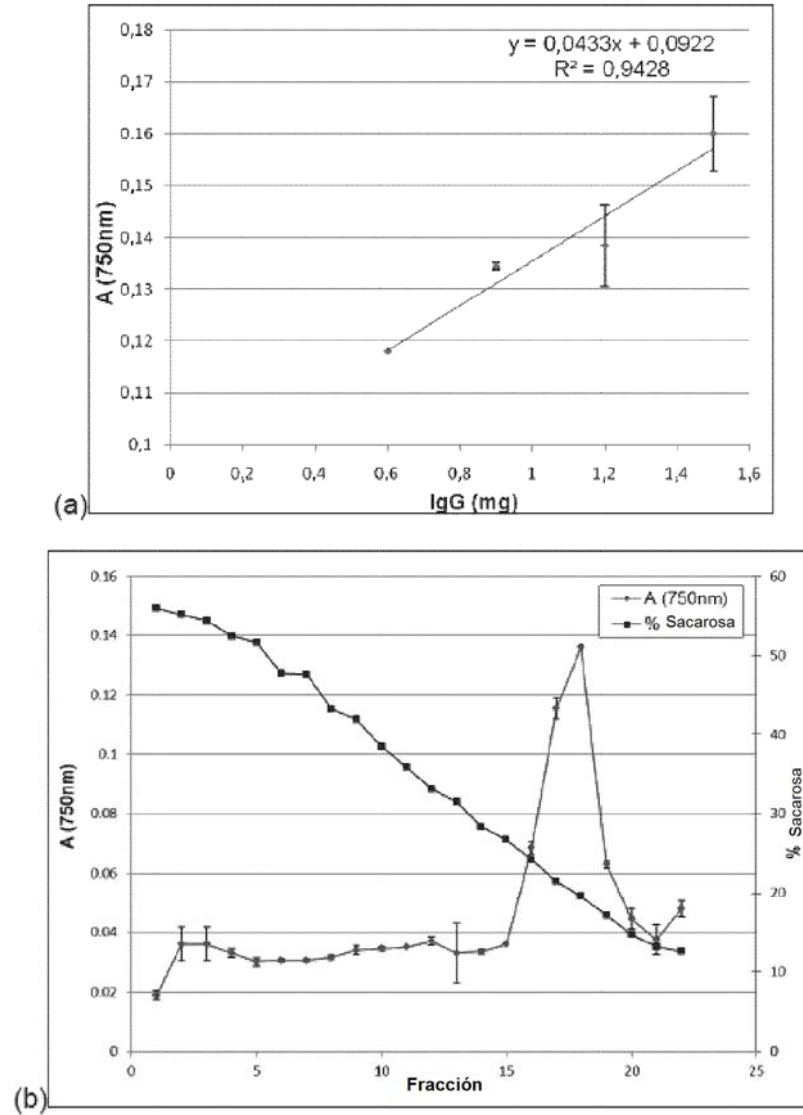 0,18
y = 0,0433x + 0,0922
R² = 0,9428
0,17
0,16
0,15
0,14
0,13
0,12
0,11
0,1
A (750nm)
0 0,2 0,4 0,6 0,8 1 1,2 1,4 1,6
IgG (mg)
(a)
0.16
0.14
0.12
0.1
0.08
0.06
0.04
0.02
0
A (750nm)
A (750nm)
% Sacarosa
60
50
40
30
20
10
0
% Sacarosa
0 5 10 15 20 25
Fracción
(b)